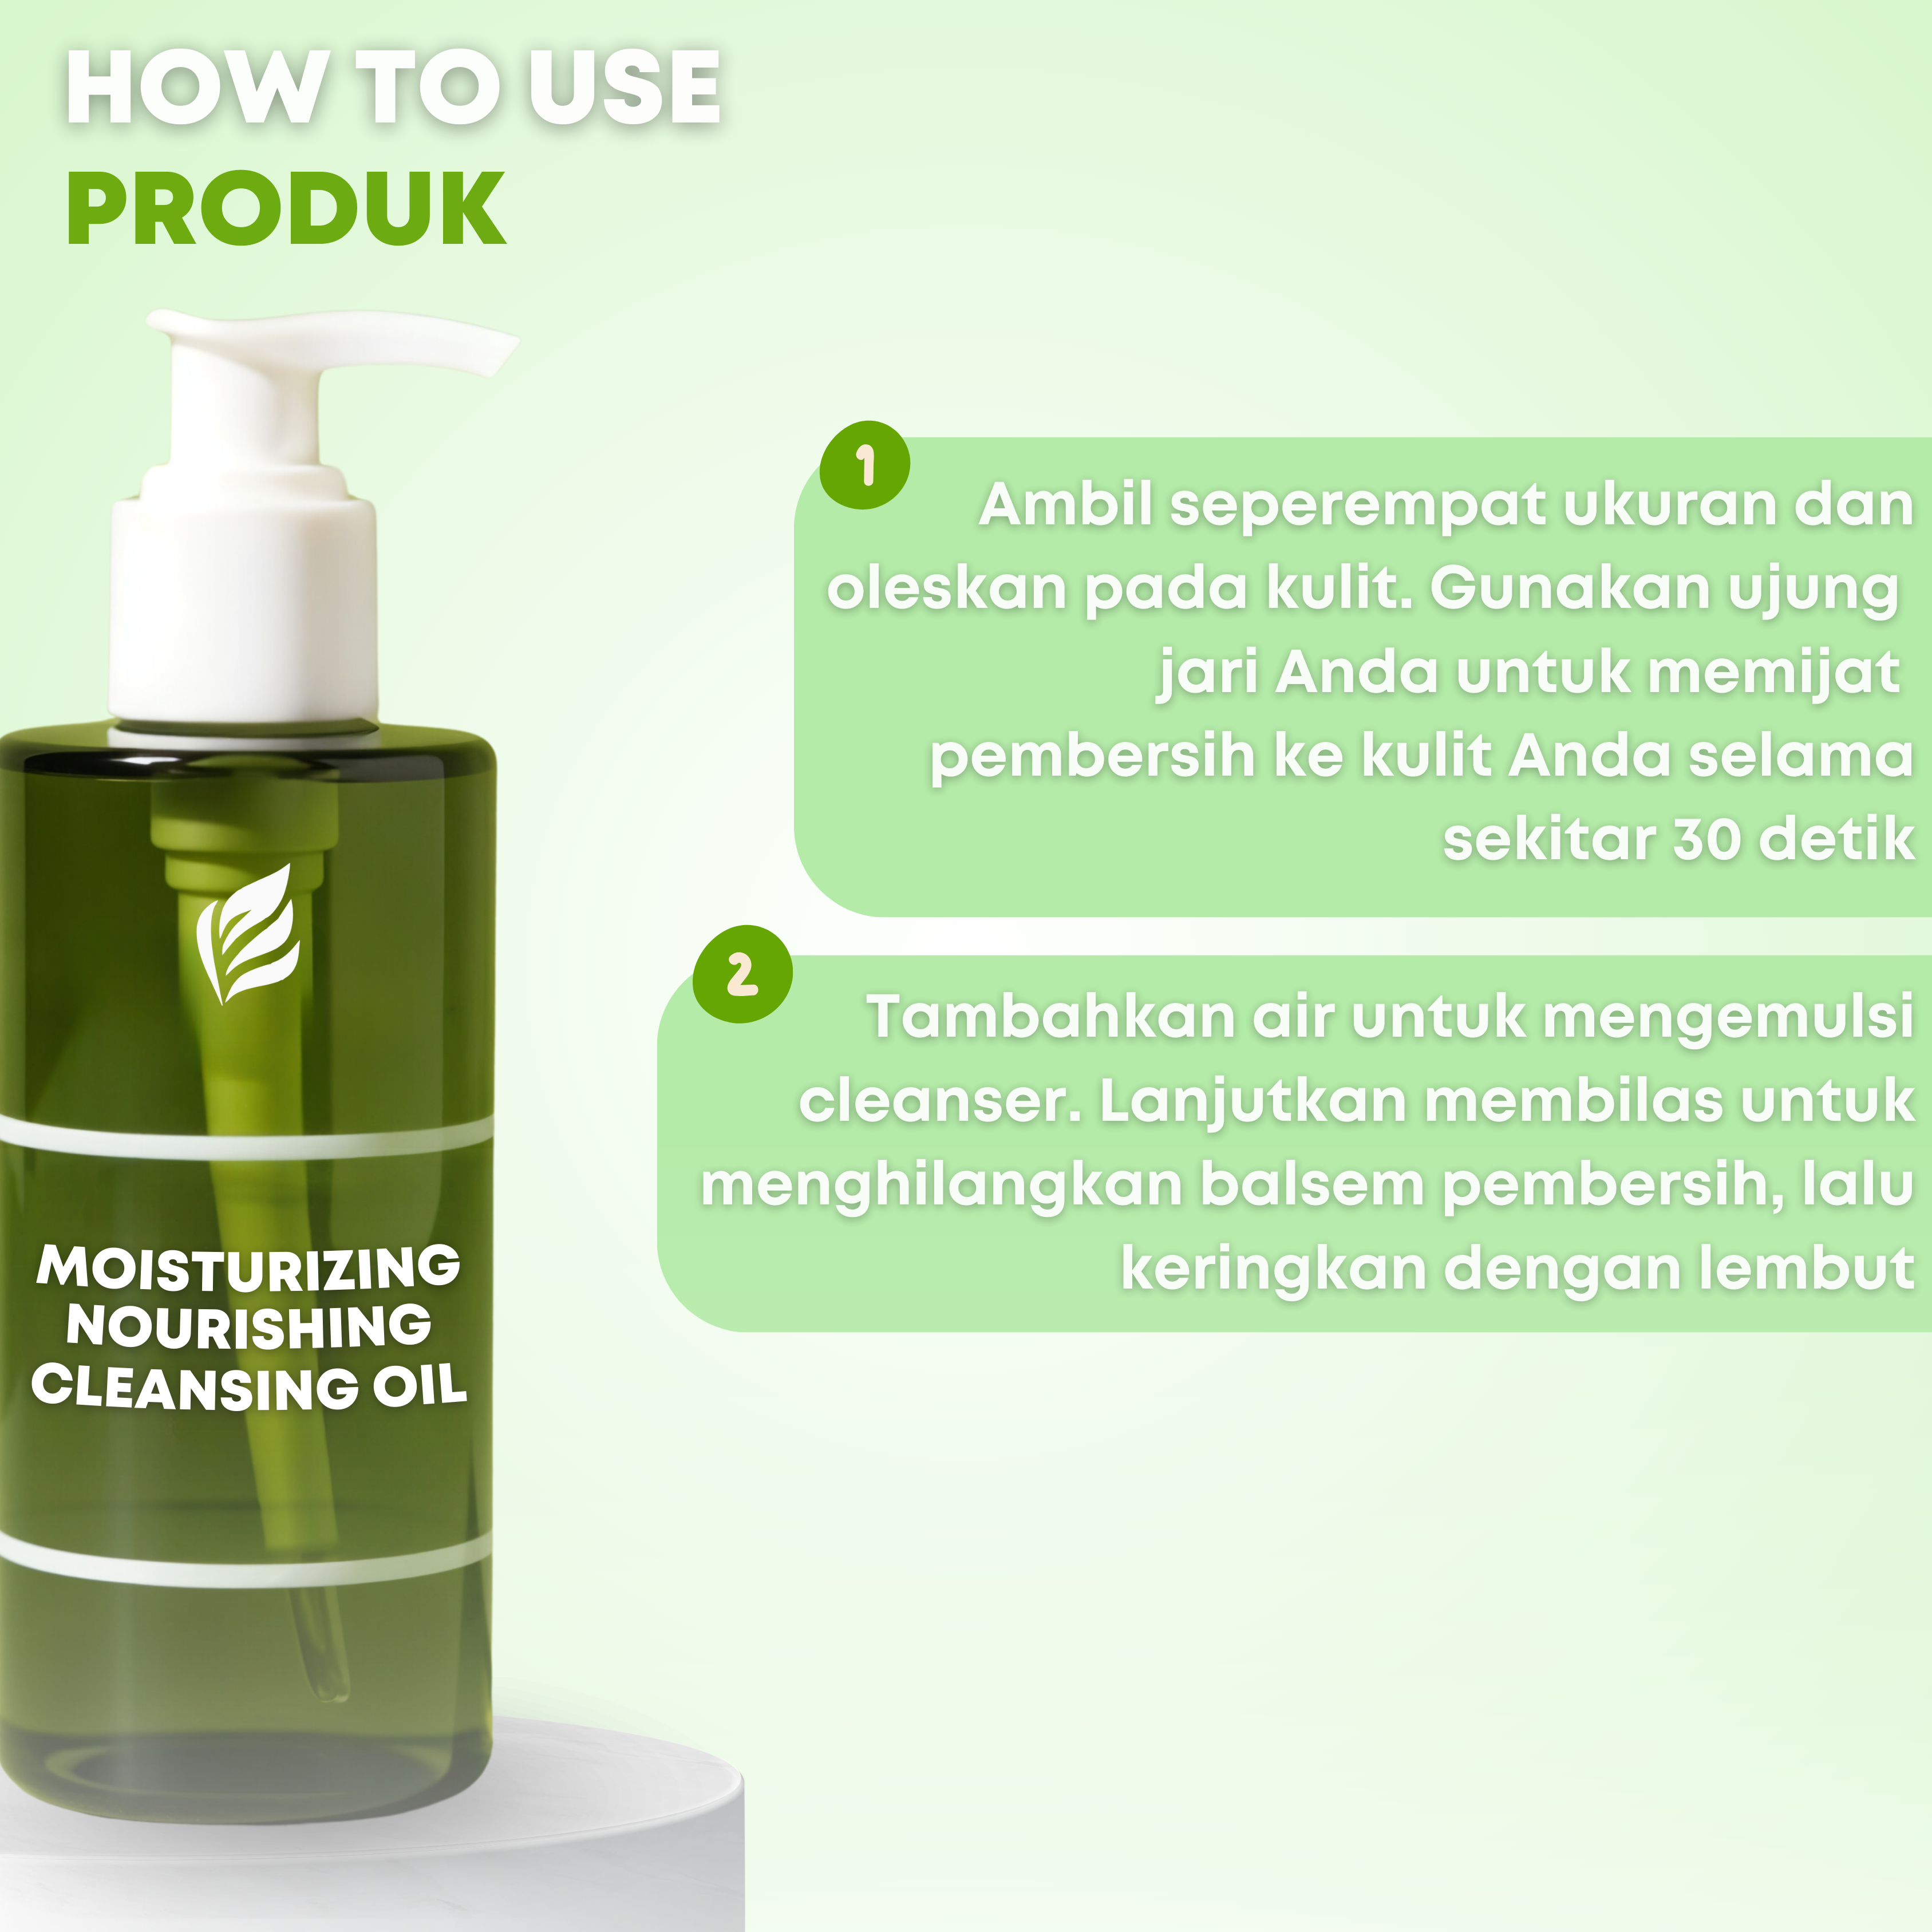 HOW TO USE
PRODUK
1
Ambil seperempat ukuran dan
oleskan pada kulit. Gunakan ujung
jari Anda untuk memijat
pembersih ke kulit Anda selama
sekitar 30 detik
2
Tambahkan air untuk mengemulsi
cleanser. Lanjutkan membilas untuk
menghilangkan balsem pembersih, lalu
keringkan dengan lembut
MOISTURIZING
NOURISHING
CLEANSING OIL